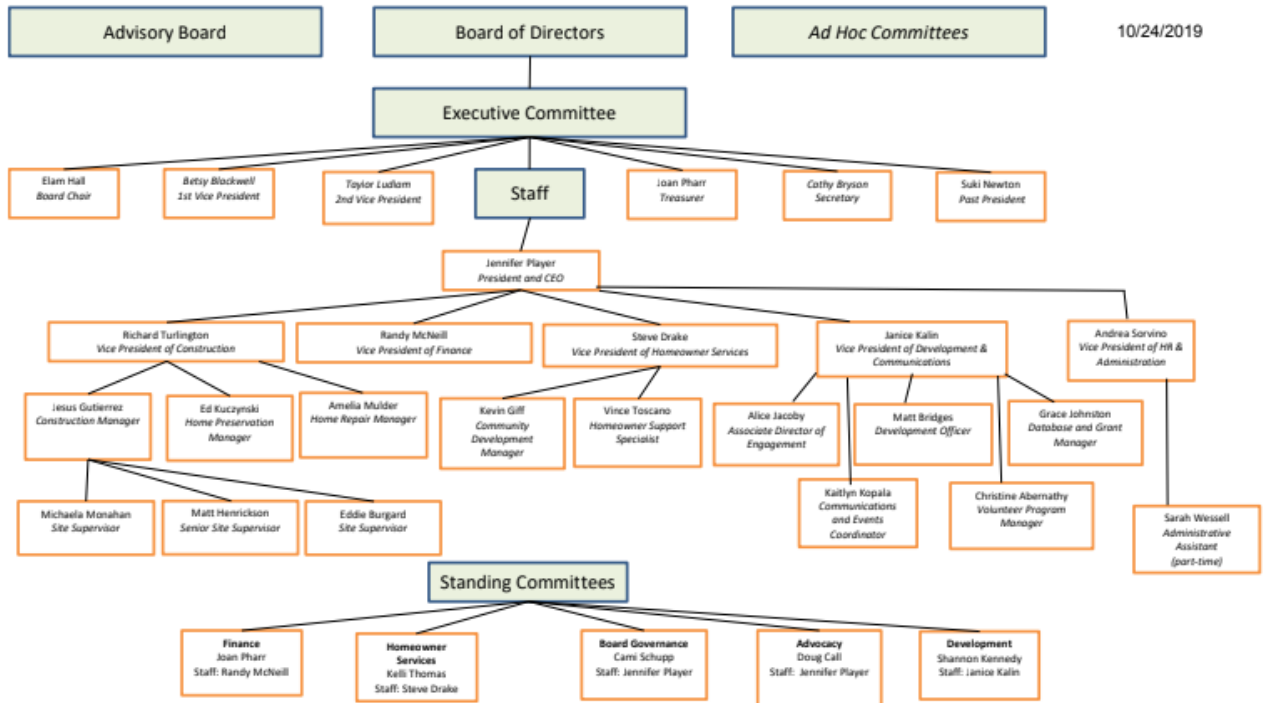 Advisory Board
Board of Directors
Ad Hoc Committees
10/24/2019
Executive Committee
Elam Hall
Board Chair
Betsy Blackwell
1st Vice President
Taylor Ludlam
2nd Vice President
Staff
Joan Pharr
Treasurer
Cathy Bryson
Secretary
Suki Newton
Past President
Jennifer Player
President and CEO
Richard Turlington
Vice President of Construction
Randy McNeill
Vice President of Finance
Steve Drake
Vice President of Homeowner Services
Janice Kalin
Vice President of Development &
Communications
Andrea Sorvino
Vice President of HR &
Administration
Jesus Gutierrez
Construction Manager
Ed Kuczynski
Home Preservation
Manager
Amelia Mulder
Home Repair Manager
Kevin Giff
Community
Development
Manager
Vince Toscano
Homeowner Support
Specialist
Alice Jacoby
Associate Director of
Engagement
Matt Bridges
Development Officer
Grace Johnston
Database and Grant
Manager
Michaela Monahan
Site Supervisor
Matt Henrickson
Senior Site Supervisor
Eddie Burgard
Site Supervisor
Kaitlyn Kopala
Communications
and Events
Coordinator
Christine Abernathy
Volunteer Program
Manager
Sarah Wessell
Administrative
Assistant
(part-time)
Standing Committees
Finance
Joan Pharr
Staff: Randy McNeill
Homeowner
Services
Kelli Thomas
Staff: Steve Drake
Board Governance
Cami Schupp
Staff: Jennifer Player
Advocacy
Doug Call
Staff: Jennifer Player
Development
Shannon Kennedy
Staff: Janice Kalin